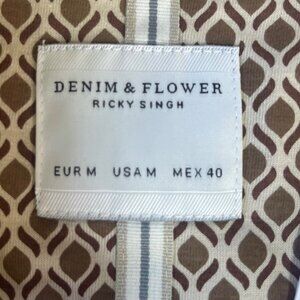 DENIM & FLOWER
RICKY SINGH
EUR M USA M MEX 40